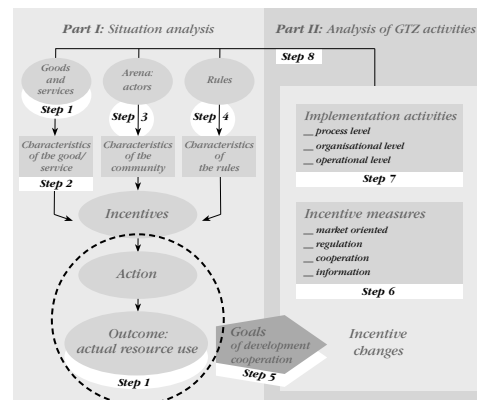 Part I: Situation analysis
Part II: Analysis of GTZ activities
Step 8
Goods
and
services
Step 1
Arena:
actors
Step 3
Rules
Step 4
Characteristics
of the good/
service
Step 2
Characteristics
of the
community
Characteristics
of
the rules
Incentives
Action
Outcome:
actual resource use
Step 1
Goals
of development
cooperation
Step 5
Implementation activities
__ process level
__ organisational level
__ operational level
Step 7
Incentive measures
__ market oriented
__ regulation
__ cooperation
__ information
Step 6
Incentive
changes